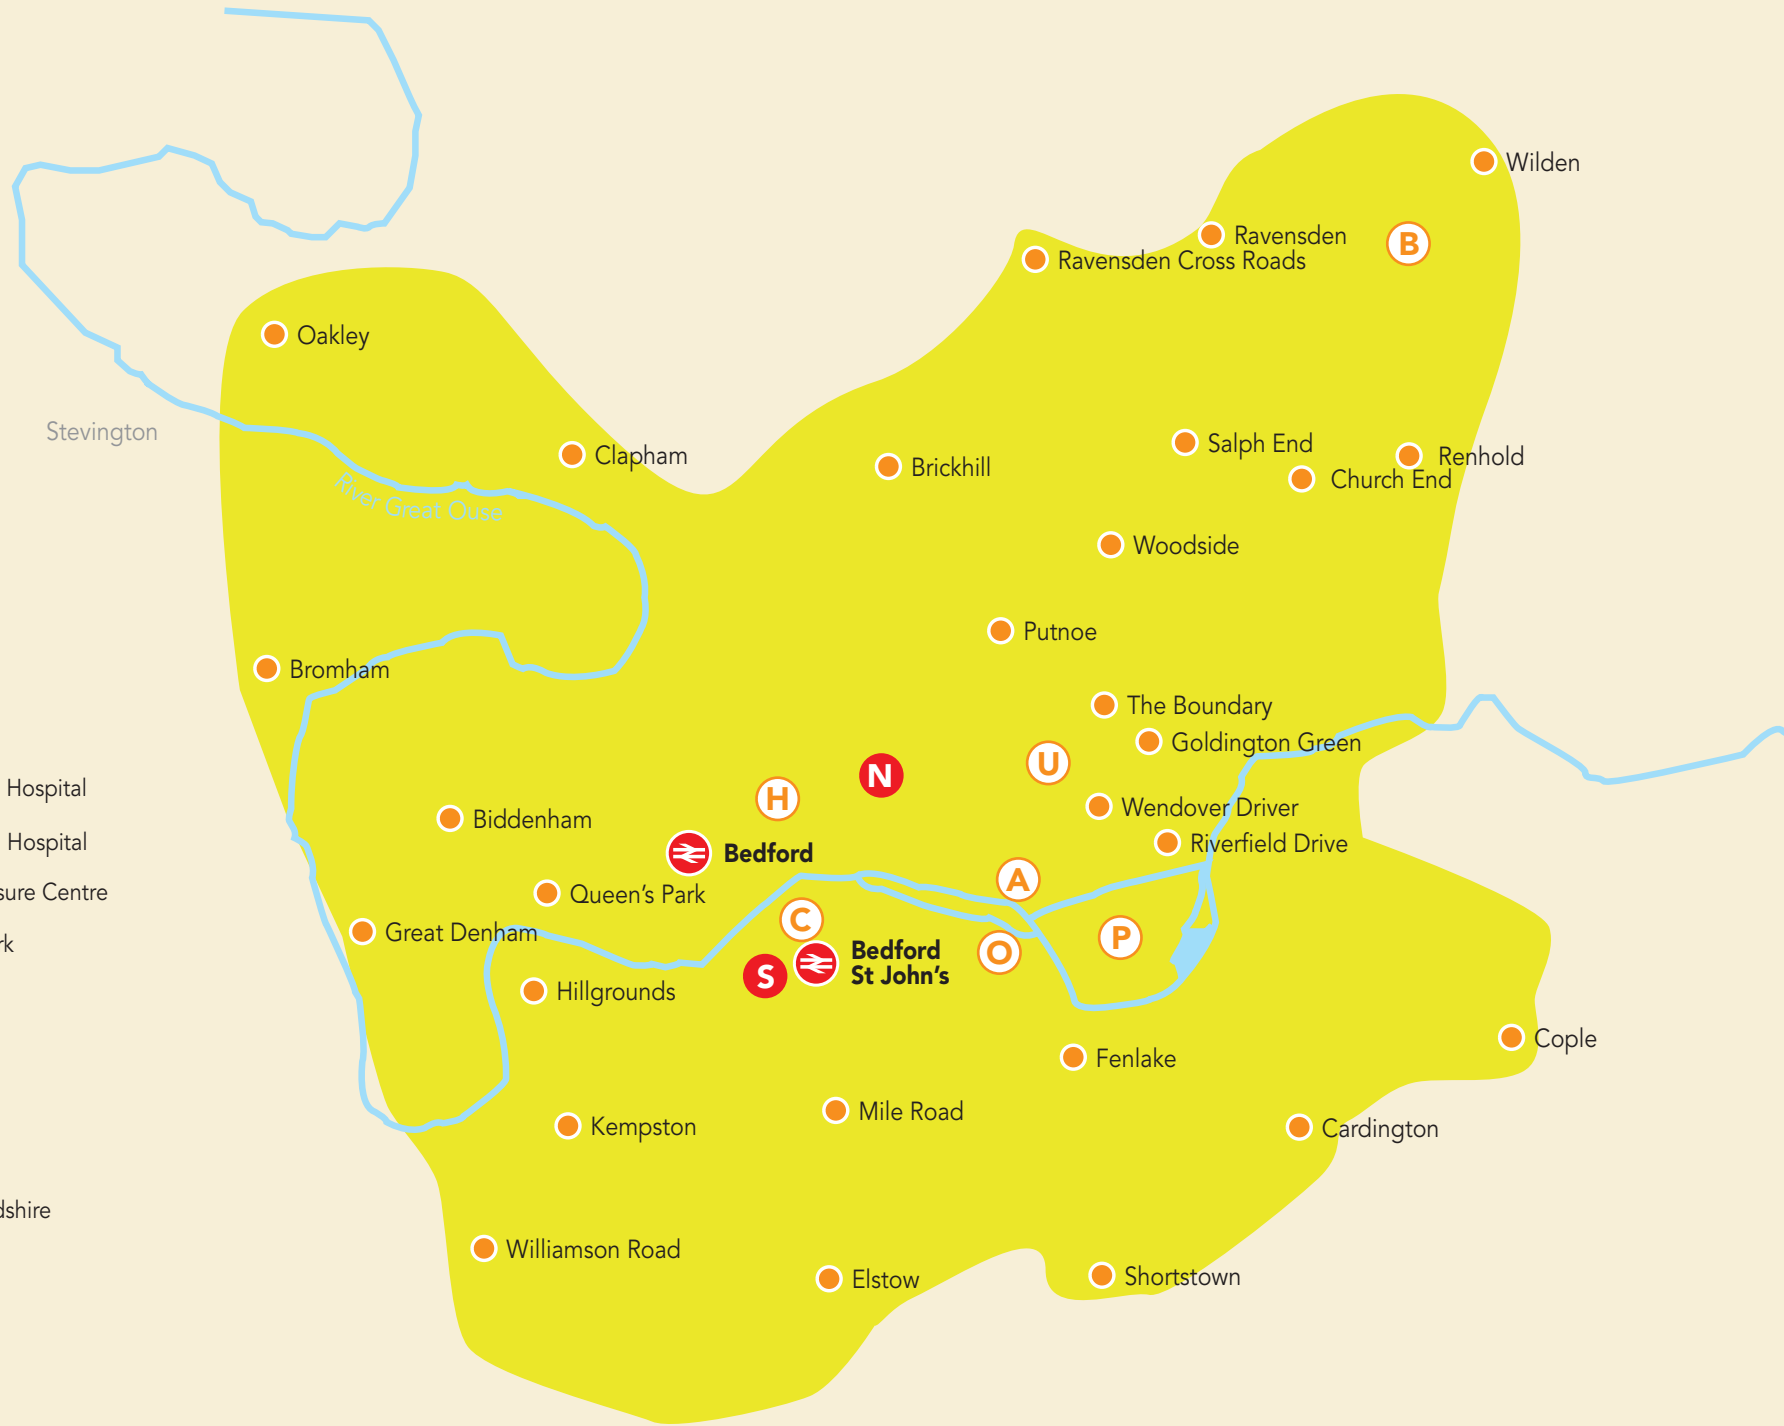 Wilden
Ravensden
B
Ravensden Cross Roads
Oakley
Stevington
Clapham
Brickhill
Salph End
Renhold
Church End
River Great Ouse
Woodside
Putnoe
Bromham
The Boundary
Goldington Green
U
N
Hospital
H
Wendover Driver
Biddenham
Hospital
Riverfield Drive
Bedford
A
sure Centre
Queen's Park
C
Great Denham
P
rk
O
Bedford
St John's
S
Hillgrounds
Cople
Fenlake
Mile Road
Kempston
Cardington
dshire
Williamson Road
Elstow
Shortstown